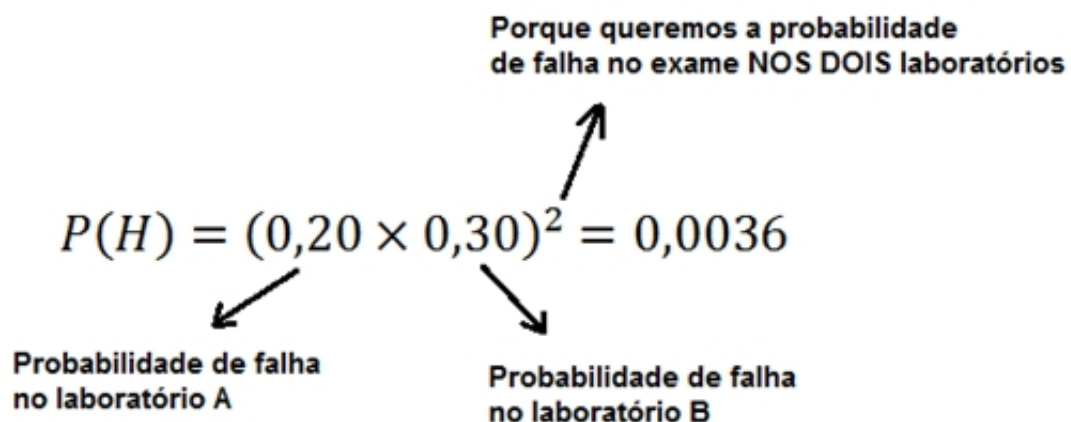 Porque queremos a probabilidade
de falha no exame NOS DOIS laboratórios
P(H) = (0,20 × 0,30)² = 0,0036
Probabilidade de falha
no laboratório A
Probabilidade de falha
no laboratório B